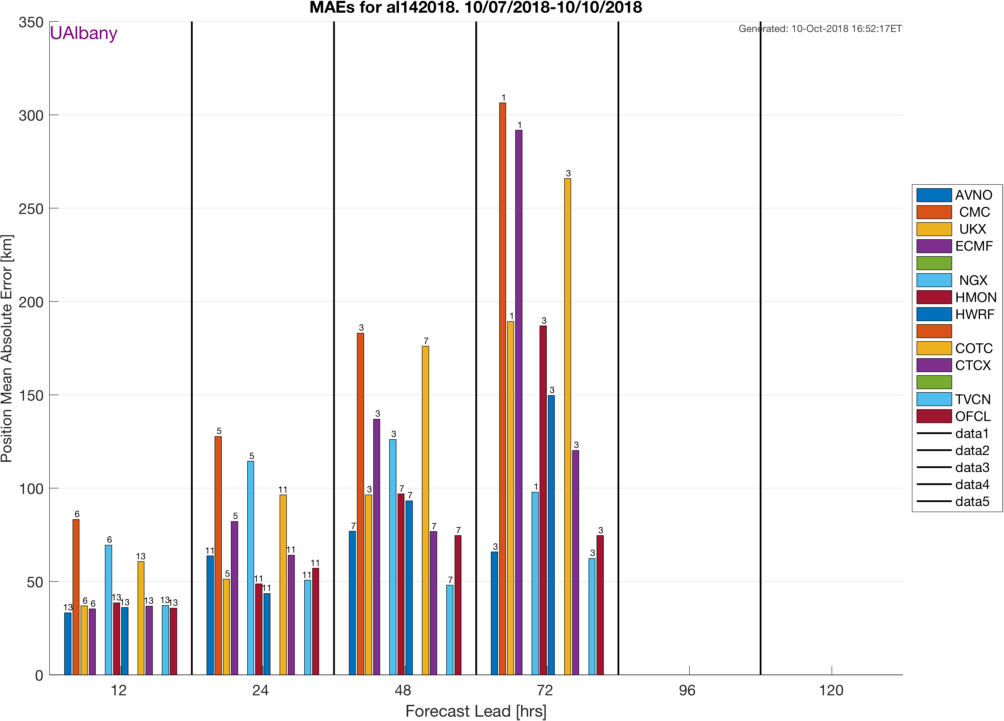 MAEs for al142018. 10/07/2018-10/10/2018
UAlbany
Generated: 10-Oct-2018 16:52:17ET
Position Mean Absolute Error [km]
350
300
250
200
150
100
50
0
13 6 6 6 6 13 13 13 13 13 13
11 5 5 5 5 11 11 11 11 11 11
7 3 3 3 3 7 7 7 7 7 7
3 1 1 1 1 3 3 3 3 3 3
12 24 48 72 96 120
Forecast Lead [hrs]
AVNO
CMC
UKX
ECMF
NGX
HMON
HWRF
COTC
CTCX
TVCN
OFCL
data1
data2
data3
data4
data5